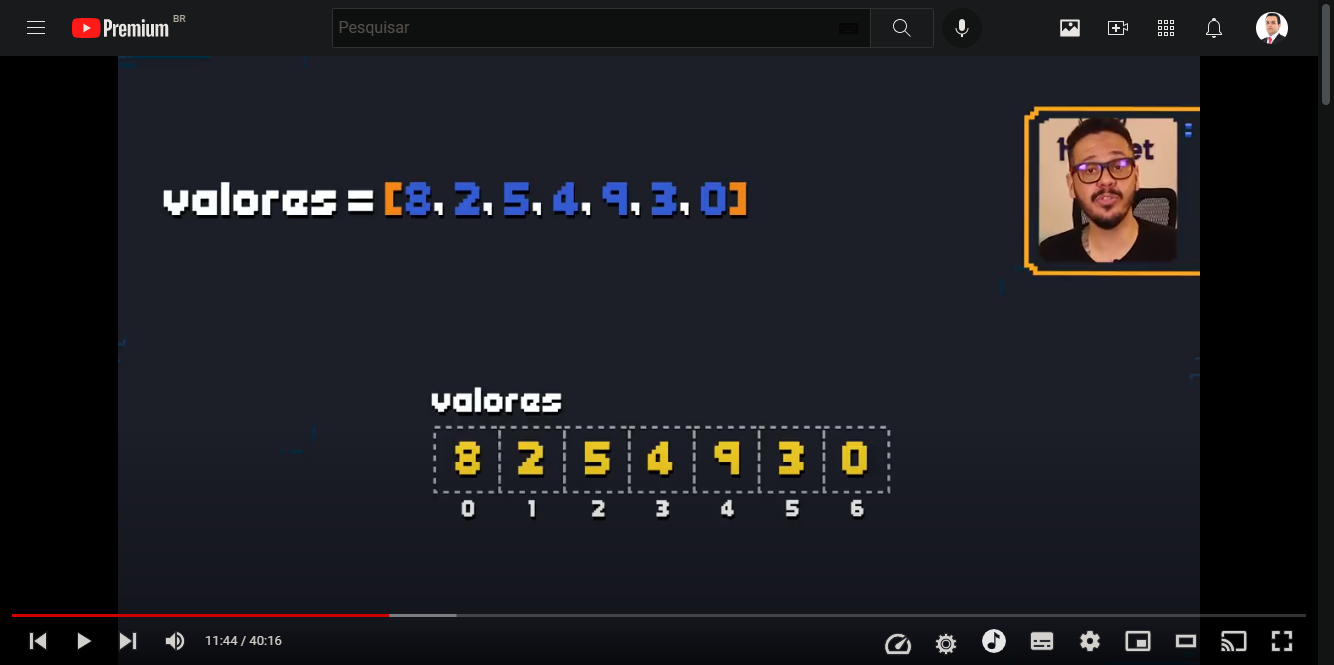 Premium BR
Pesquisar
valores = [8, 2, 5, 4, 9, 3, 0]
valores
8 2 5 4 9 3 0
0 1 2 3 4 5 6
11:44 / 40:16